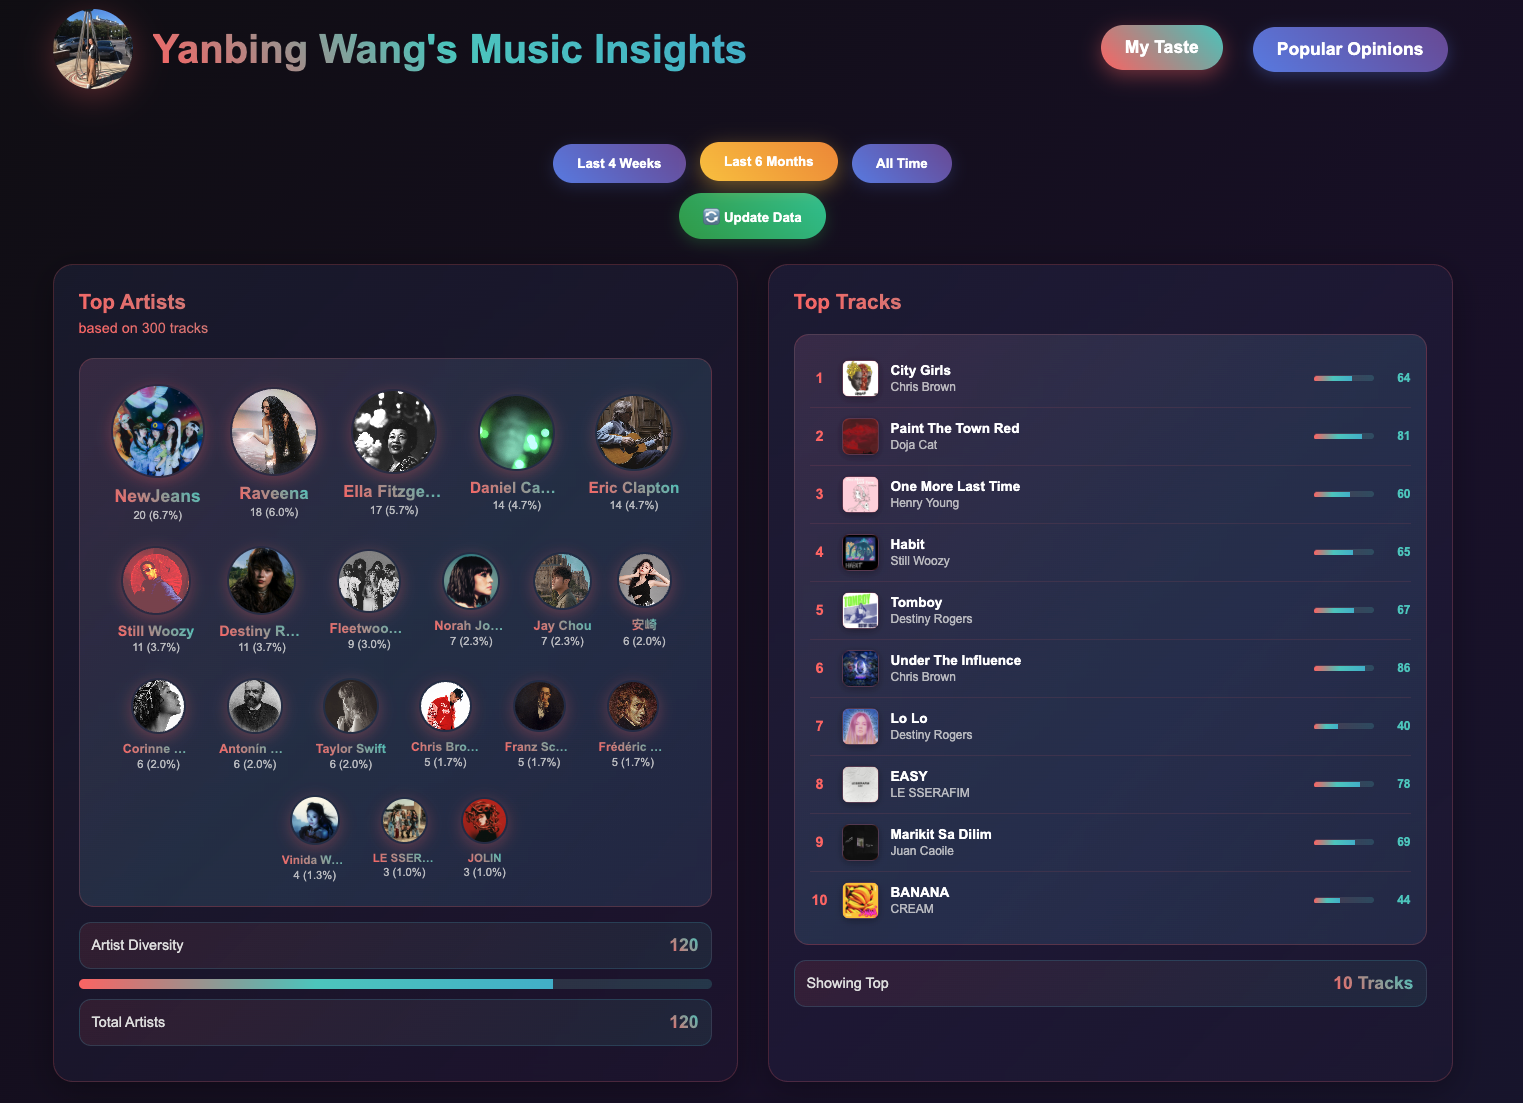 Yanbing Wang's Music Insights
My Taste
Popular Opinions
Last 4 Weeks
Last 6 Months
All Time
Update Data
Top Artists
based on 300 tracks
NewJeans
20 (6.7%)
Raveena
18 (6.0%)
Ella Fitzge...
17 (5.7%)
Daniel Ca...
14 (4.7%)
Eric Clapton
14 (4.7%)
Still Woozy
11 (3.7%)
Destiny R...
11 (3.7%)
Fleetwoo...
9 (3.0%)
Norah Jo...
7 (2.3%)
Jay Chou
7 (2.3%)
安崎
6 (2.0%)
Corinne ...
6 (2.0%)
Antonín ...
6 (2.0%)
Taylor Swift
6 (2.0%)
Chris Bro...
5 (1.7%)
Franz Sc...
5 (1.7%)
Frédéric ...
5 (1.7%)
Vinida W...
4 (1.3%)
LE SSER...
3 (1.0%)
JOLIN
3 (1.0%)
Artist Diversity 120
Total Artists 120
Top Tracks
1 City Girls 64
Chris Brown
2 Paint The Town Red 81
Doja Cat
3 One More Last Time 60
Henry Young
4 Habit 65
Still Woozy
HABIT
5 Tomboy 67
Destiny Rogers
TOMBOY
6 Under The Influence 86
Chris Brown
7 Lo Lo 40
Destiny Rogers
8 EASY 78
LE SSERAFIM
9 Marikit Sa Dilim 69
Juan Caoile
10 BANANA 44
CREAM
Showing Top 10 Tracks